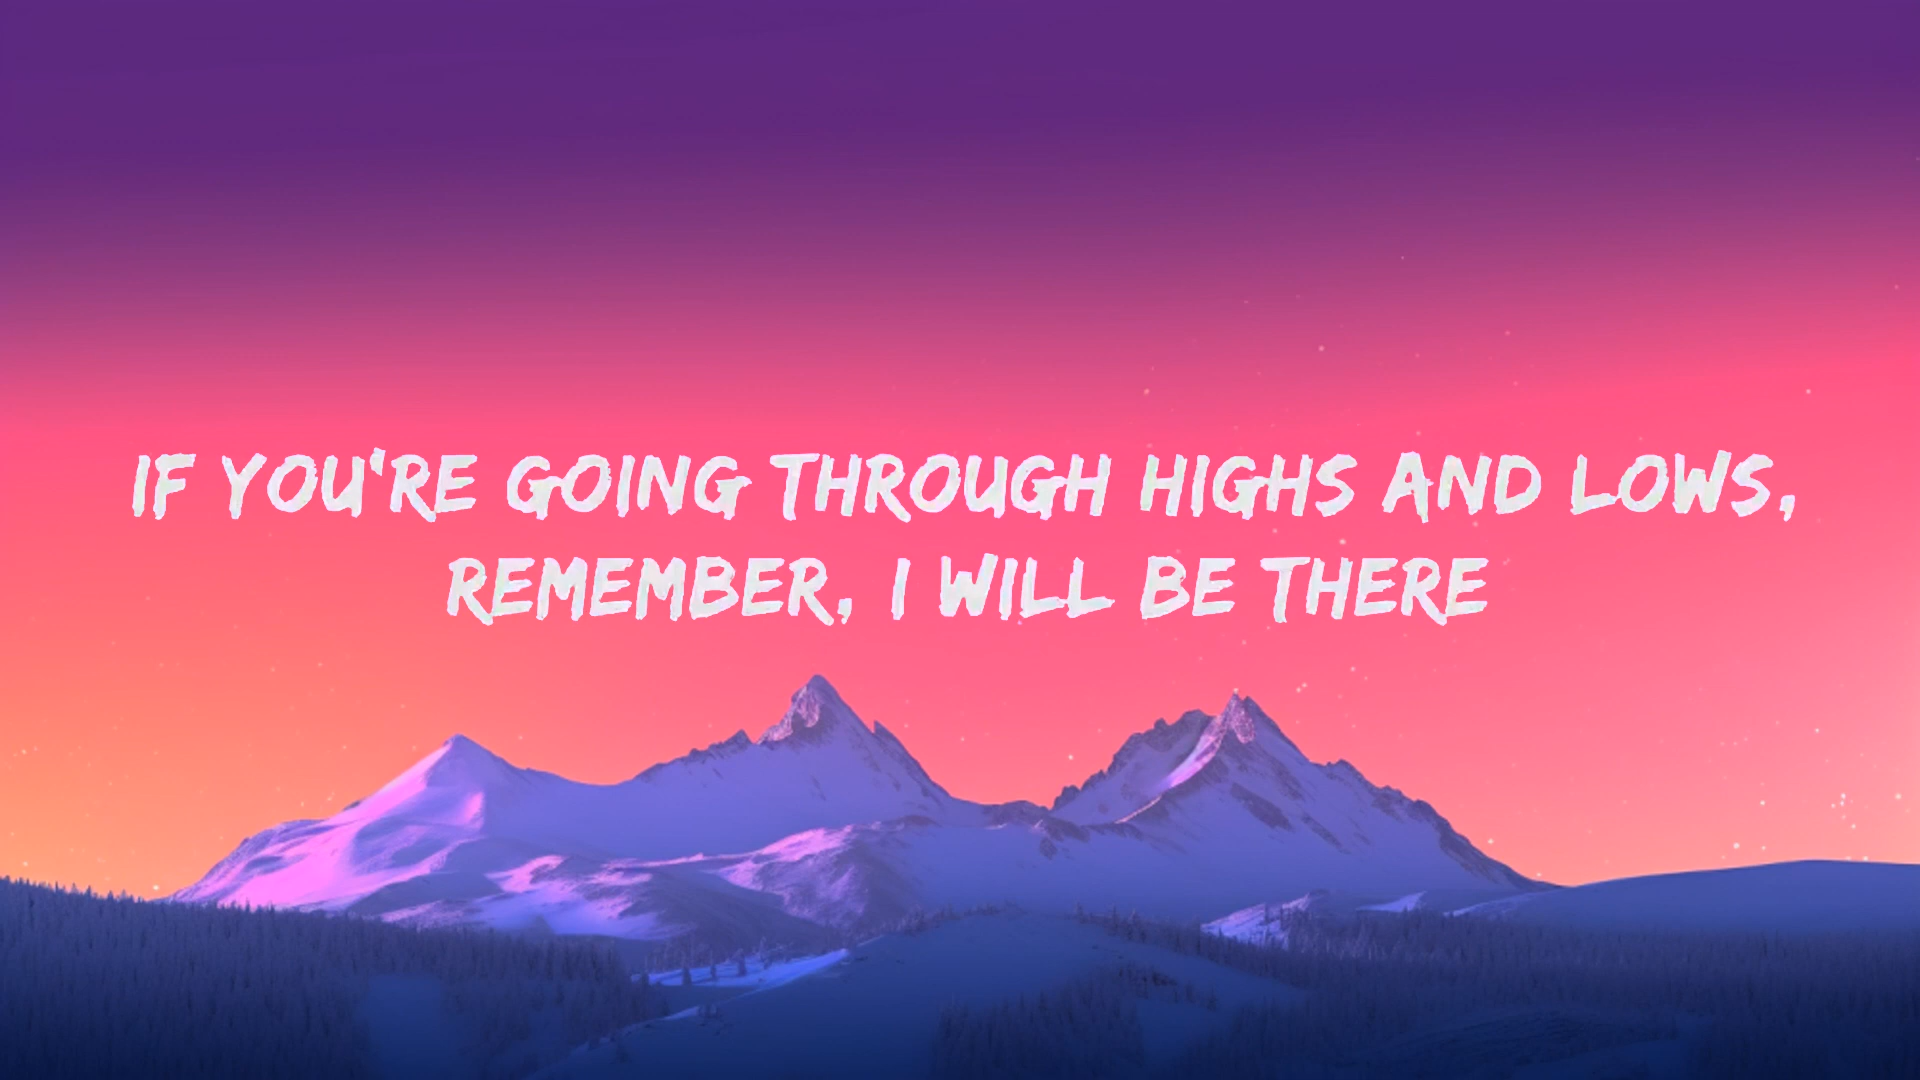 IF YOU'RE GOING THROUGH HIGHS AND LOWS,
REMEMBER, I WILL BE THERE